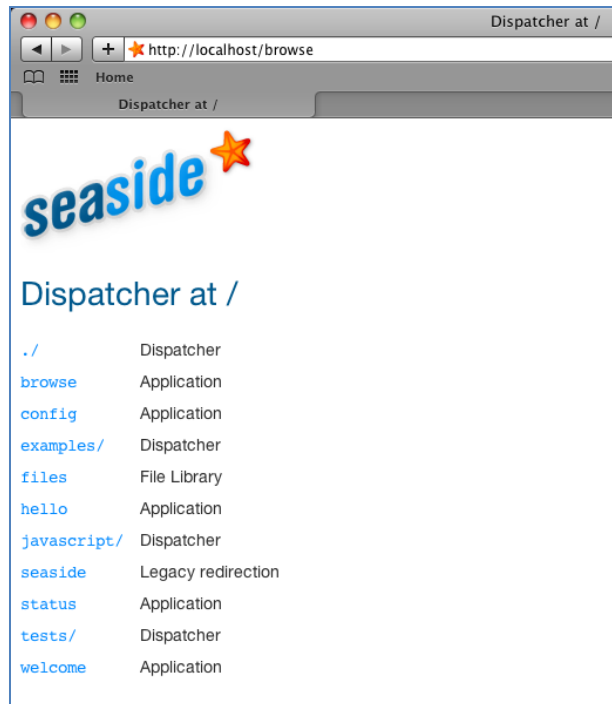 Dispatcher at /
http://localhost/browse
Home
Dispatcher at /
seaside
Dispatcher at /
./ Dispatcher
browse Application
config Application
examples/ Dispatcher
files File Library
hello Application
javascript/ Dispatcher
seaside Legacy redirection
status Application
tests/ Dispatcher
welcome Application